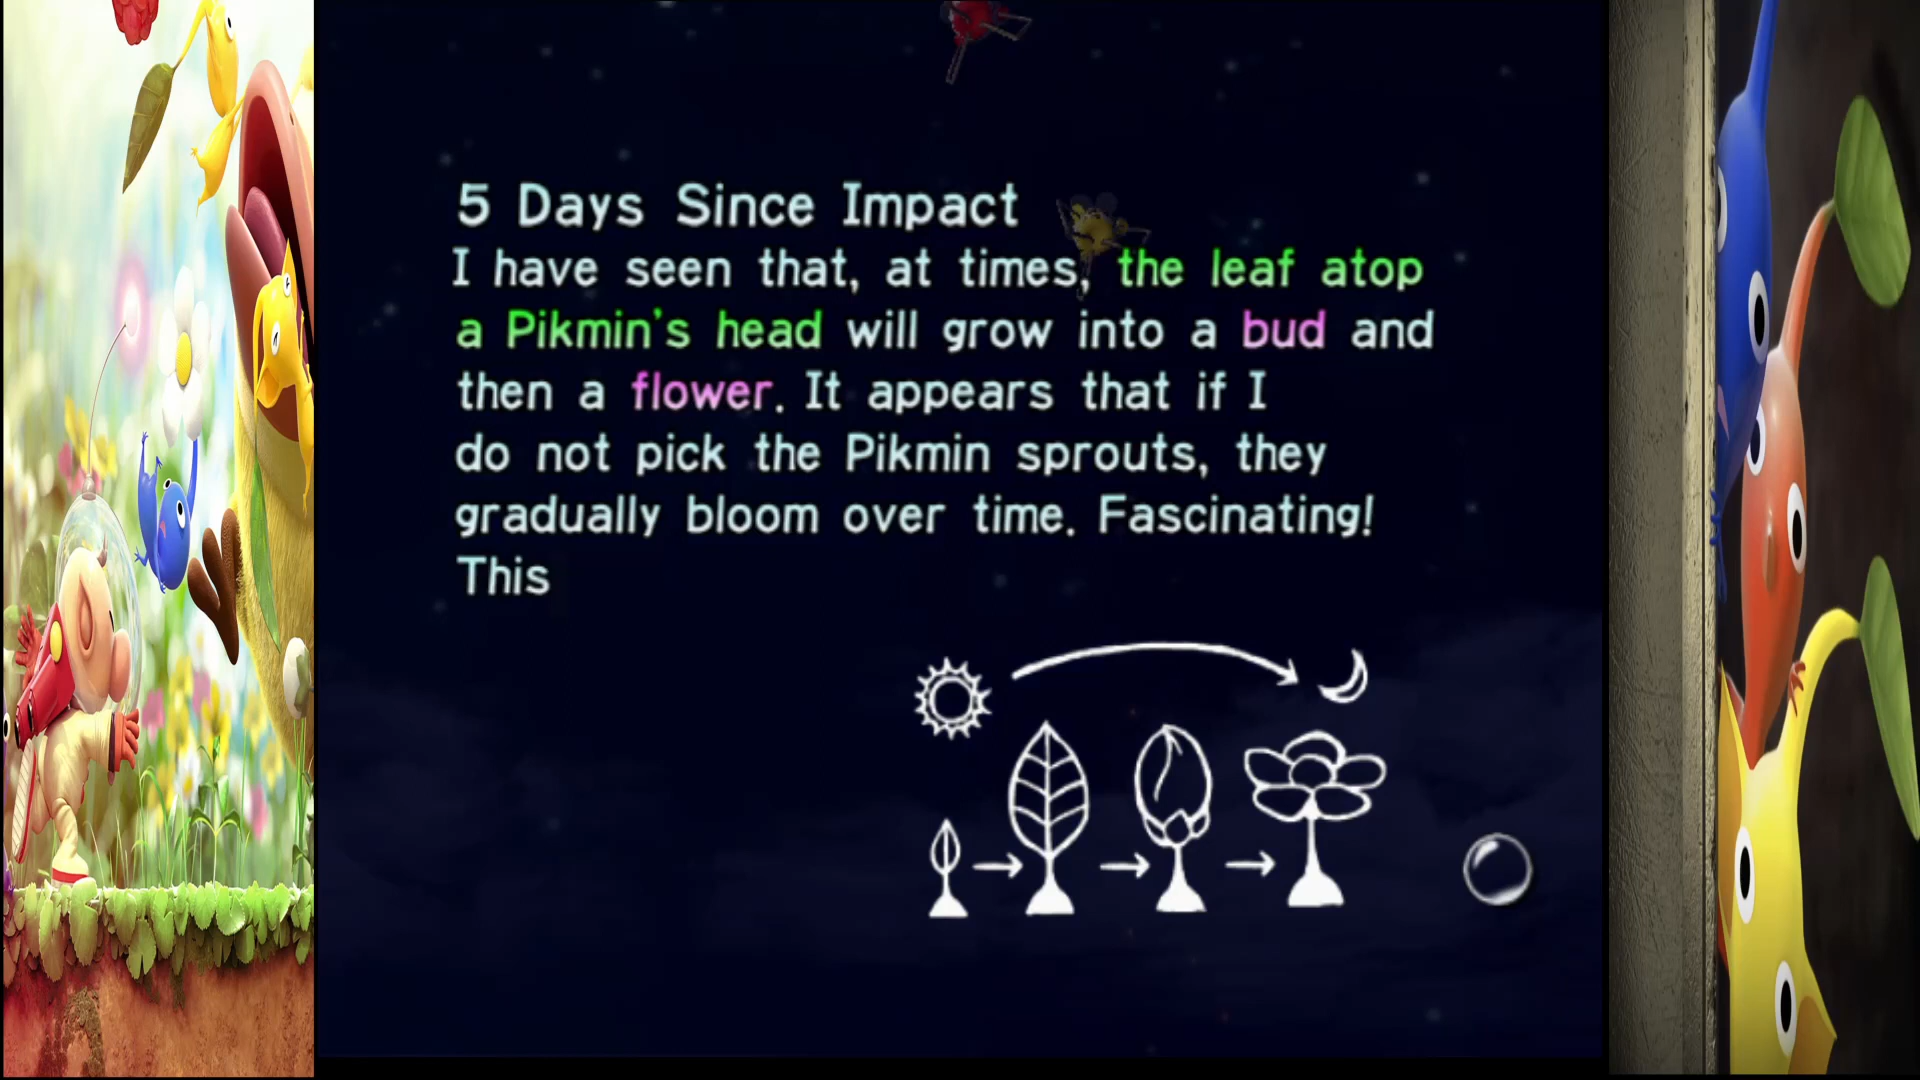 5 Days Since Impact
I have seen that, at times, the leaf atop
a Pikmin's head will grow into a bud and
then a flower. It appears that if I
do not pick the Pikmin sprouts, they
gradually bloom over time. Fascinating!
This